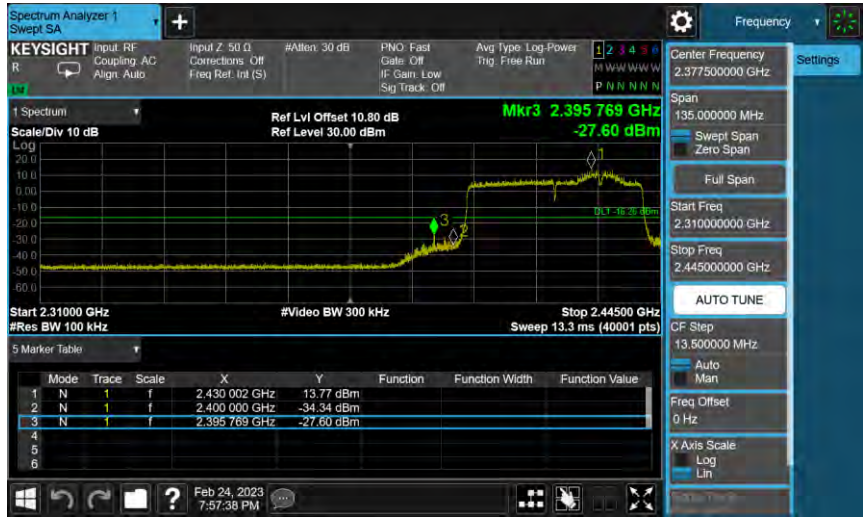 Spectrum Analyzer 1
Swept SA
+
Frequency
KEYSIGHT
R
Input: RF
Coupling: AC
Align: Auto
Input Z: 50 Ω
Corrections: Off
Freq Ref: Int (S)
#Atten: 30 dB
PNO: Fast
Gate: Off
IF Gain: Low
Sig Track: Off
Avg Type: Log-Power
Trig: Free Run
1 2 3 4 5 6
M W W W W W
P N N N N N
1 Spectrum
Scale/Div 10 dB
Ref Lvl Offset 10.80 dB
Ref Level 30.00 dBm
Mkr3 2.395 769 GHz
-27.60 dBm
Log
20.0
10.0
0.00
-10.0
-20.0
-30.0
-40.0
-50.0
-60.0
1
2
3
DL1 -16.26 dBm
Start 2.31000 GHz
#Video BW 300 kHz
Stop 2.44500 GHz
#Res BW 100 kHz
Sweep 13.3 ms (40001 pts)
5 Marker Table
Mode Trace Scale X Y Function Function Width Function Value
1 N 1 f 2.430 002 GHz 13.77 dBm
2 N 1 f 2.400 000 GHz -34.34 dBm
3 N 1 f 2.395 769 GHz -27.60 dBm
4
5
6
?
Feb 24, 2023
7:57:38 PM
Center Frequency
2.377500000 GHz
Settings
Span
135.000000 MHz
Swept Span
Zero Span
Full Span
Start Freq
2.310000000 GHz
Stop Freq
2.445000000 GHz
AUTO TUNE
CF Step
13.500000 MHz
Auto
Man
Freq Offset
0 Hz
X Axis Scale
Log
Lin